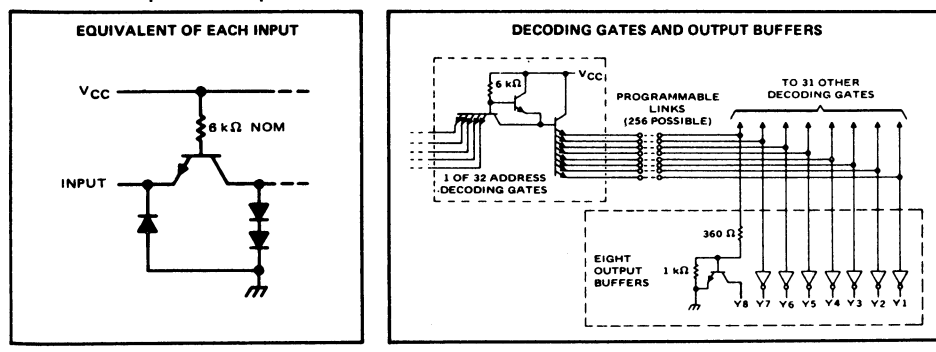 EQUIVALENT OF EACH INPUT
VCC
6 kΩ NOM
INPUT
DECODING GATES AND OUTPUT BUFFERS
6 kΩ
VCC
PROGRAMMABLE
LINKS
(256 POSSIBLE)
TO 31 OTHER
DECODING GATES
1 OF 32 ADDRESS
DECODING GATES
360 Ω
EIGHT
OUTPUT
BUFFERS
1 kΩ
Y8 Y7 Y6 Y5 Y4 Y3 Y2 Y1